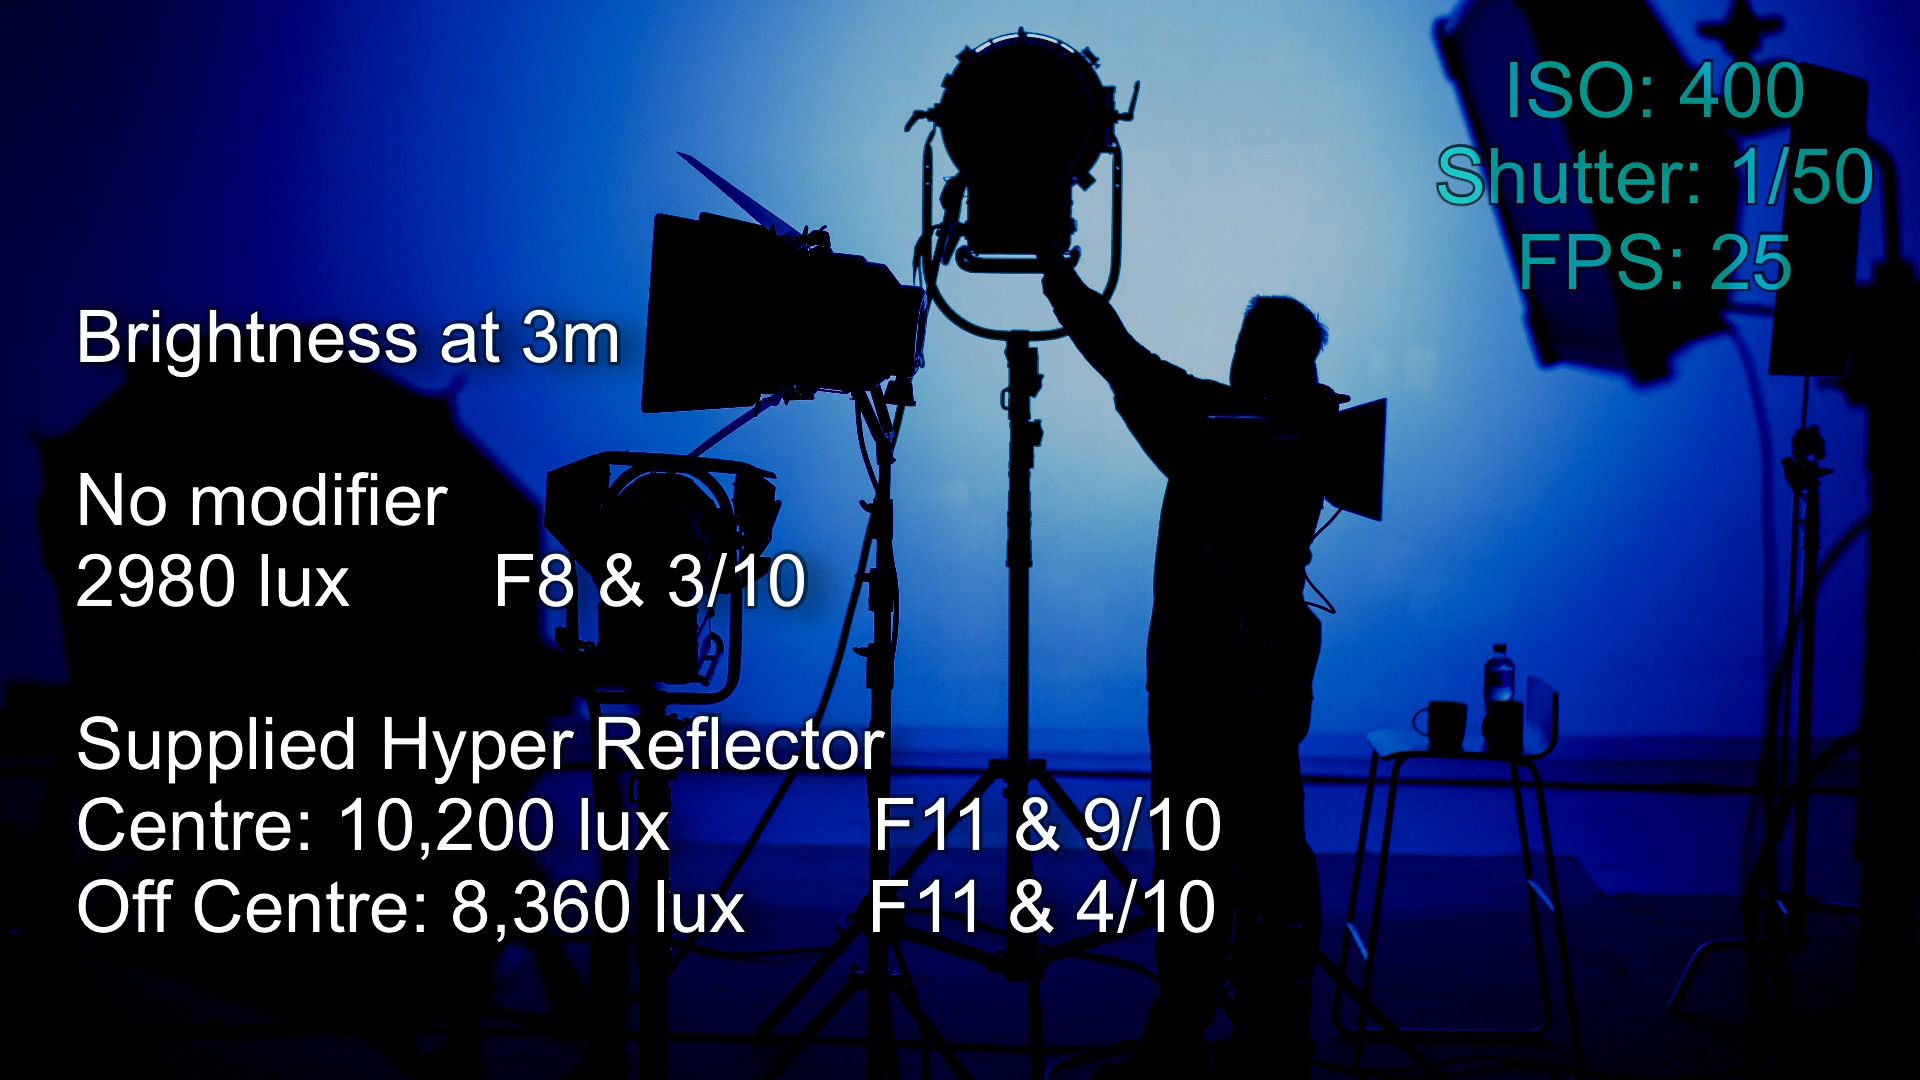 ISO: 400
Shutter: 1/50
FPS: 25
Brightness at 3m
No modifier
2980 lux F8 & 3/10
Supplied Hyper Reflector
Centre: 10,200 lux F11 & 9/10
Off Centre: 8,360 lux F11 & 4/10